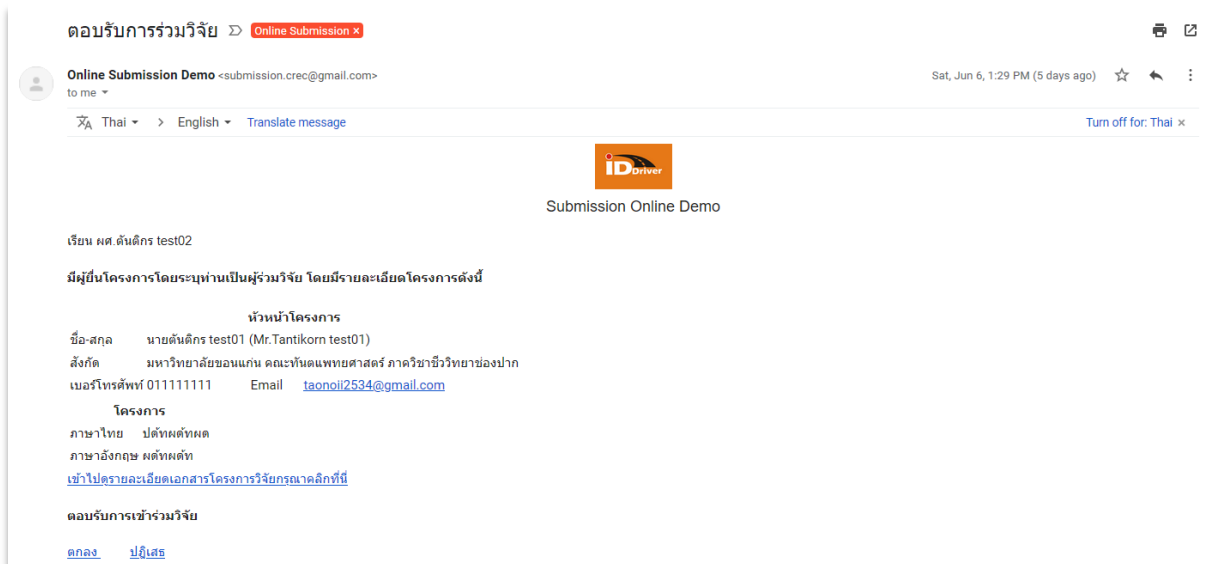 ตอบรับการร่วมวิจัย Online Submission ×
Online Submission Demo <submission.crec@gmail.com> Sat, Jun 6, 1:29 PM (5 days ago)
to me
Thai > English Translate message Turn off for: Thai ×
iD Driver
Submission Online Demo
เรียน ผศ.ตันติกร test02
มีผู้ยื่นโครงการโดยระบุท่านเป็นผู้ร่วมวิจัย โดยมีรายละเอียดโครงการดังนี้
หัวหน้าโครงการ
ชื่อ-สกุล นายตันติกร test01 (Mr.Tantikorn test01)
สังกัด มหาวิทาลัยขอนแก่น คณะทันตแพทยศาสตร์ ภาควิชาชีววิทยาช่องปาก
เบอร์โทรศัพท์ 011111111 Email taonoii2534@gmail.com
โครงการ
ภาษาไทย ปด้ทผด้ทผด
ภาษาอังกฤษ ผด้ทผด้ท
เข้าไปดูรายละเอียดเอกสารโครงการวิจัยกรุณาคลิกที่นี่
ตอบรับการเข้าร่วมวิจัย
ตกลง ปฎิเสธ